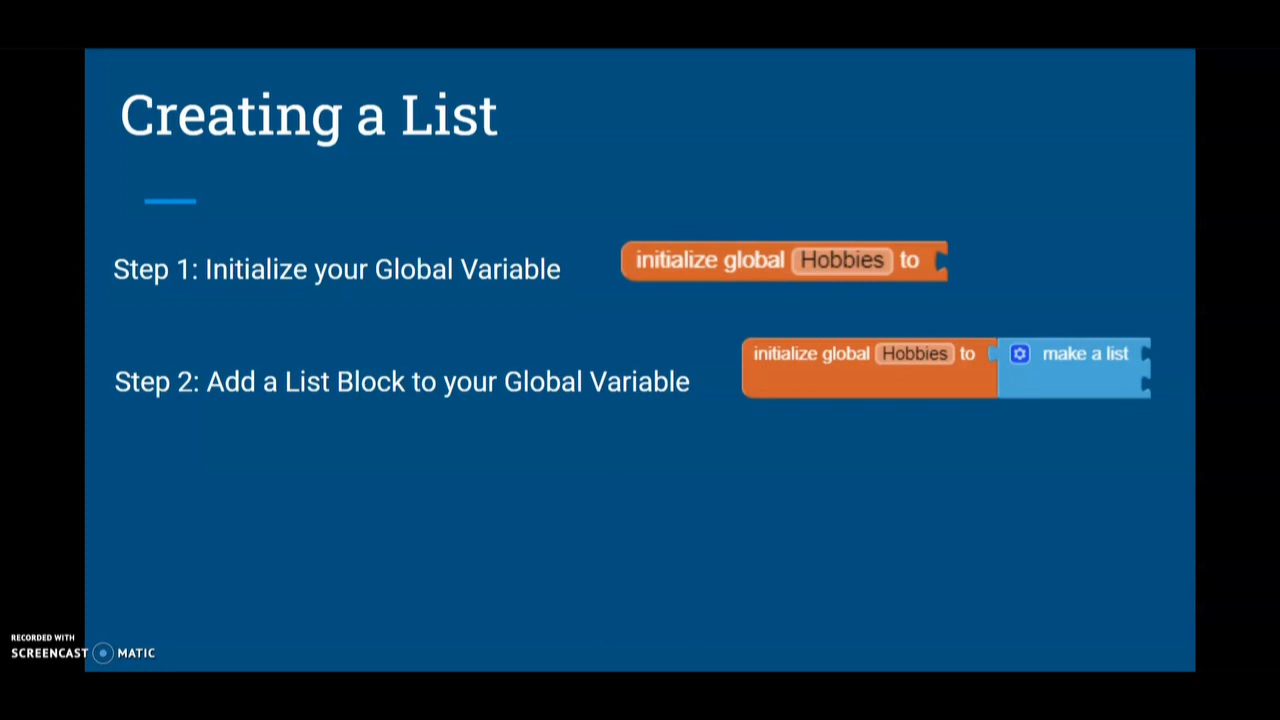 Creating a List
Step 1: Initialize your Global Variable
initialize global Hobbies to
Step 2: Add a List Block to your Global Variable
initialize global Hobbies to make a list
RECORDED WITH
SCREENCAST MATIC